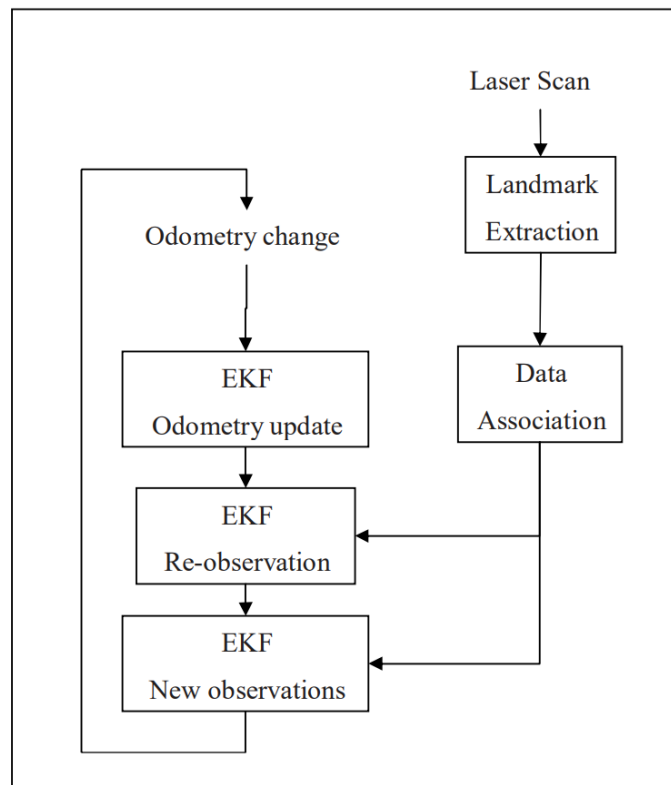 Laser Scan
Landmark
Extraction
Odometry change
EKF
Odometry update
Data
Association
EKF
Re-observation
EKF
New observations